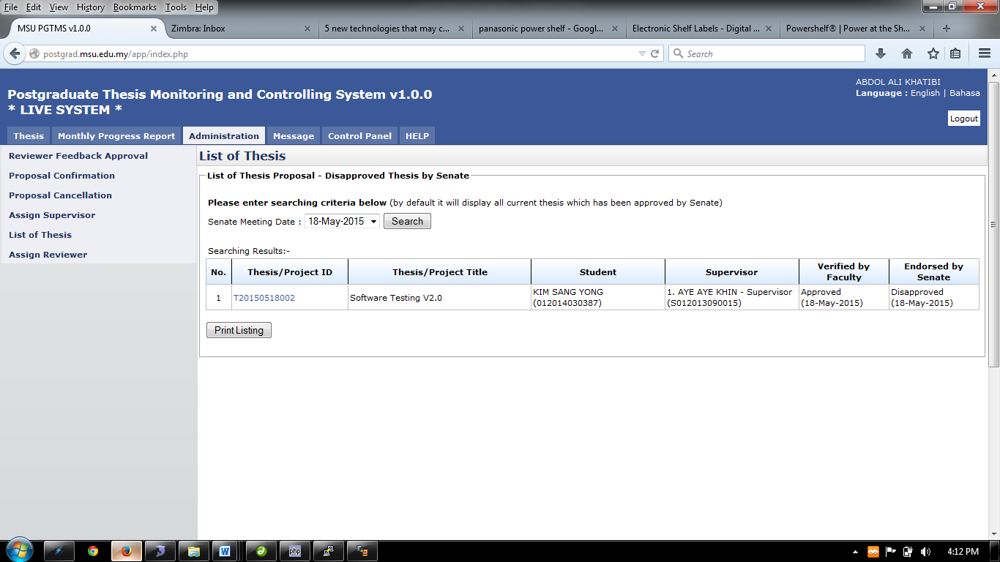 File Edit View History Bookmarks Tools Help
MSU PGTMS v1.0.0
Zimbra: Inbox
5 new technologies that may c...
panasonic power shelf - Googl...
Electronic Shelf Labels - Digital ...
Powershelf® | Power at the Sh...
postgrad.msu.edu.my/app/index.php
Search
ABDOL ALI KHATIBI
Language : English | Bahasa
Postgraduate Thesis Monitoring and Controlling System v1.0.0
* LIVE SYSTEM *
Logout
Thesis Monthly Progress Report Administration Message Control Panel HELP
Reviewer Feedback Approval
Proposal Confirmation
Proposal Cancellation
Assign Supervisor
List of Thesis
Assign Reviewer
List of Thesis
List of Thesis Proposal - Disapproved Thesis by Senate
Please enter searching criteria below (by default it will display all current thesis which has been approved by Senate)
Senate Meeting Date : 18-May-2015 Search
Searching Results:-
No. Thesis/Project ID Thesis/Project Title Student Supervisor Verified by Faculty Endorsed by Senate
1 T20150518002 Software Testing V2.0 KIM SANG YONG (012014030387) 1. AYE AYE KHIN - Supervisor (S012013090015) Approved (18-May-2015) Disapproved (18-May-2015)
Print Listing
php
4:12 PM